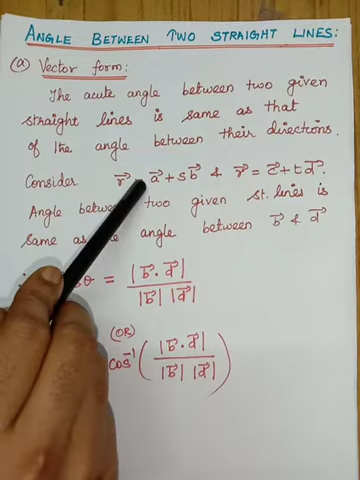 ANGLE BETWEEN TWO STRAIGHT LINES:
(a) Vector form:
The acute angle between two given
straight lines is same as that
of the angle between their directions.
Consider r⃗ a⃗ + s b⃗ & r⃗ = c⃗ + t d⃗.
Angle between two given st. lines is
same as angle between b⃗ & d⃗
θ = |b⃗ · d⃗| / |b⃗| |d⃗|
(OR)
cos⁻¹ ( |b⃗ · d⃗| / |b⃗| |d⃗| )